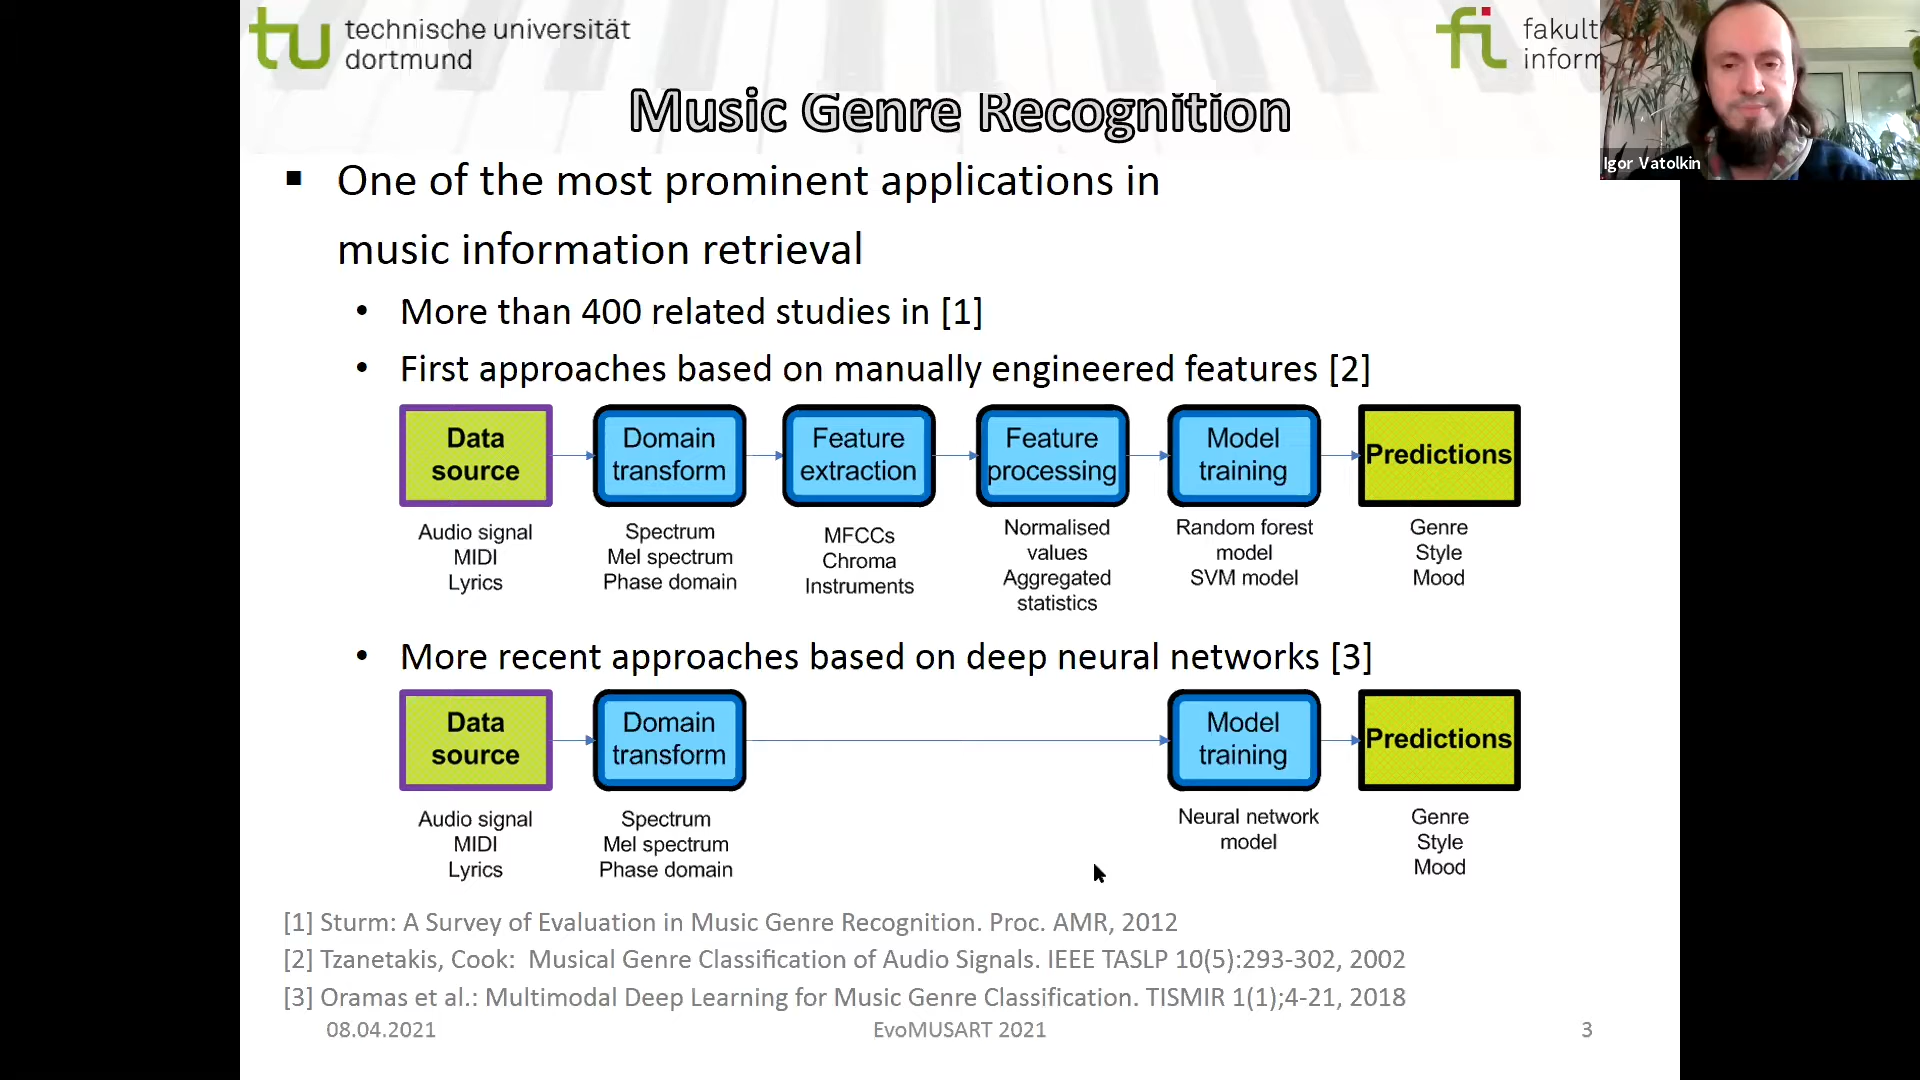 technische universität
dortmund
fakult
inform
Igor Vatolkin
Music Genre Recognition
▪ One of the most prominent applications in
music information retrieval
• More than 400 related studies in [1]
• First approaches based on manually engineered features [2]
Data source
Domain transform
Feature extraction
Feature processing
Model training
Predictions
Audio signal
MIDI
Lyrics
Spectrum
Mel spectrum
Phase domain
MFCCs
Chroma
Instruments
Normalised
values
Aggregated
statistics
Random forest
model
SVM model
Genre
Style
Mood
• More recent approaches based on deep neural networks [3]
Data source
Domain transform
Model training
Predictions
Audio signal
MIDI
Lyrics
Spectrum
Mel spectrum
Phase domain
Neural network
model
Genre
Style
Mood
[1] Sturm: A Survey of Evaluation in Music Genre Recognition. Proc. AMR, 2012
[2] Tzanetakis, Cook: Musical Genre Classification of Audio Signals. IEEE TASLP 10(5):293-302, 2002
[3] Oramas et al.: Multimodal Deep Learning for Music Genre Classification. TISMIR 1(1);4-21, 2018
08.04.2021
EvoMUSART 2021
3